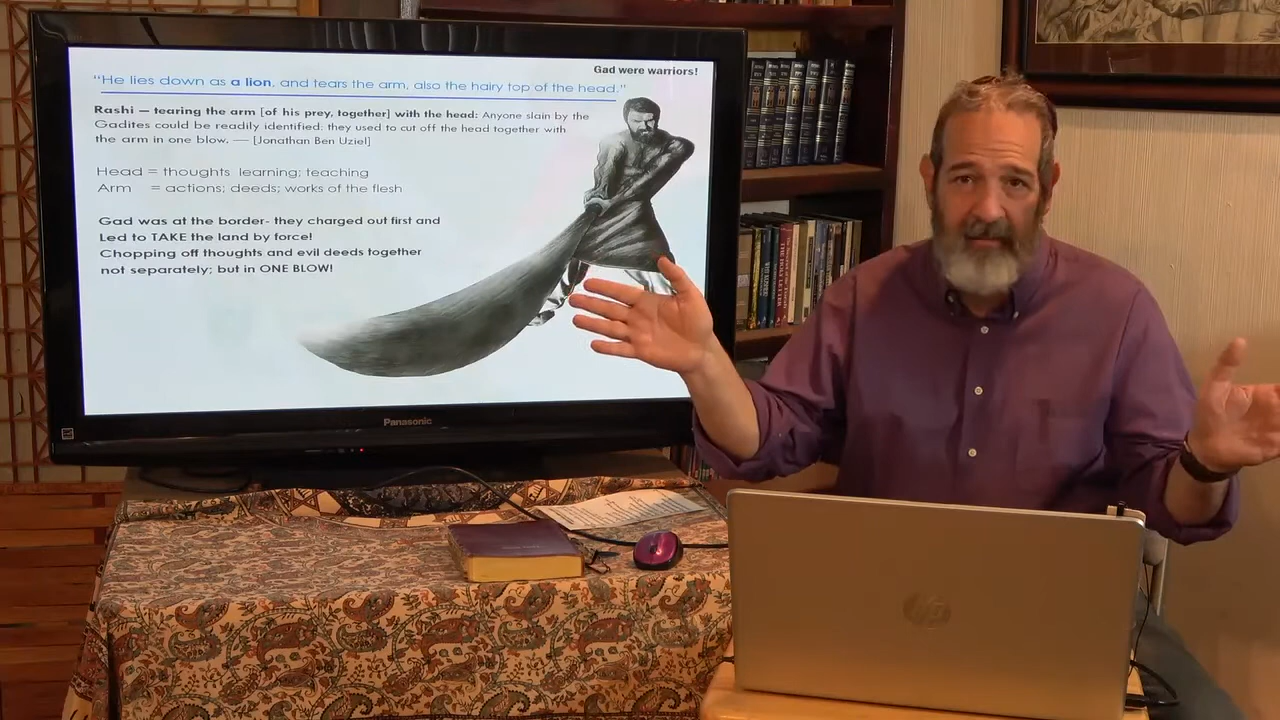 Gad were warriors!
"He lies down as a lion, and tears the arm, also the hairy top of the head."
Rashi — tearing the arm [of his prey, together] with the head: Anyone slain by the
Gadites could be readily identified: they used to cut off the head together with
the arm in one blow. — [Jonathan Ben Uziel]
Head = thoughts learning; teaching
Arm = actions; deeds; works of the flesh
Gad was at the border- they charged out first and
Led to TAKE the land by force!
Chopping off thoughts and evil deeds together
not separately; but in ONE BLOW!
Panasonic
hp